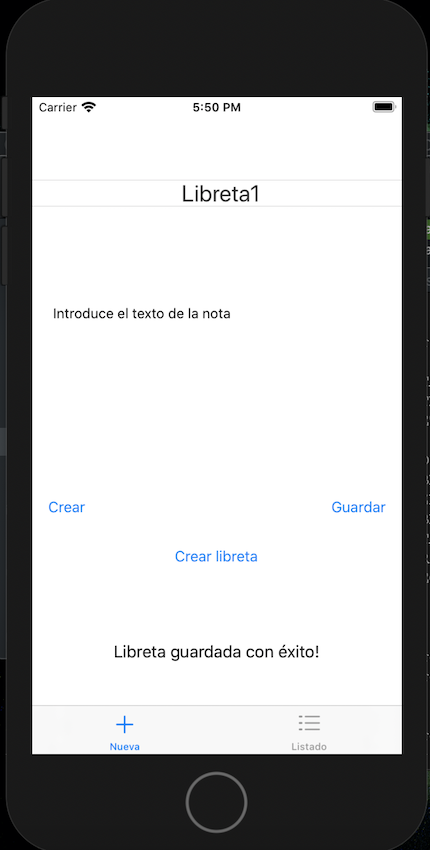 Carrier 5:50 PM
Libreta1
Introduce el texto de la nota
Crear Guardar
Crear libreta
Libreta guardada con éxito!
Nueva Listado